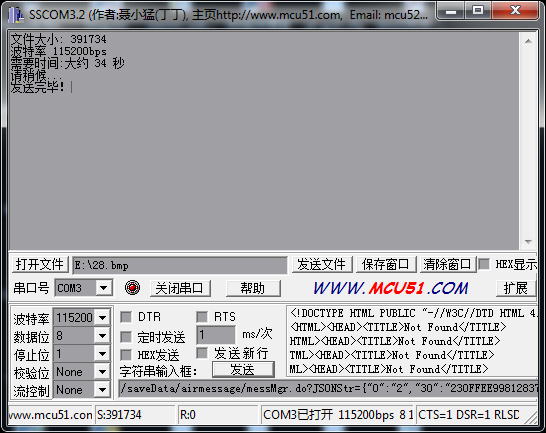 SSCOM3.2 (作者:聂小猛(丁丁), 主页http://www.mcu51.com, Email: mcu52...
文件大小: 391734
波特率 115200bps
需要时间:大约 34 秒
请稍候...
发送完毕!
打开文件 E:\28.bmp 发送文件 保存窗口 清除窗口 HEX显示
串口号 COM3 关闭串口 帮助 WWW.MCU51.COM 扩展
波特率 115200 DTR RTS
数据位 8 定时发送 1 ms/次
停止位 1 HEX发送 发送新行
校验位 None 字符串输入框: 发送
流控制 None /saveData/airmessage/messMgr.do?JSONStr={"0":"2","30":"230FFEE99812837
<!DOCTYPE HTML PUBLIC "-//W3C//DTD HTML 4.
<HTML><HEAD><TITLE>Not Found</TITLE>
HTML><HEAD><TITLE>Not Found</TITLE>
TML><HEAD><TITLE>Not Found</TITLE>
ML><HEAD><TITLE>Not Found</TITLE>
www.mcu51.con S:391734 R:0 COM3已打开 115200bps 8 1 CTS=1 DSR=1 RLSD